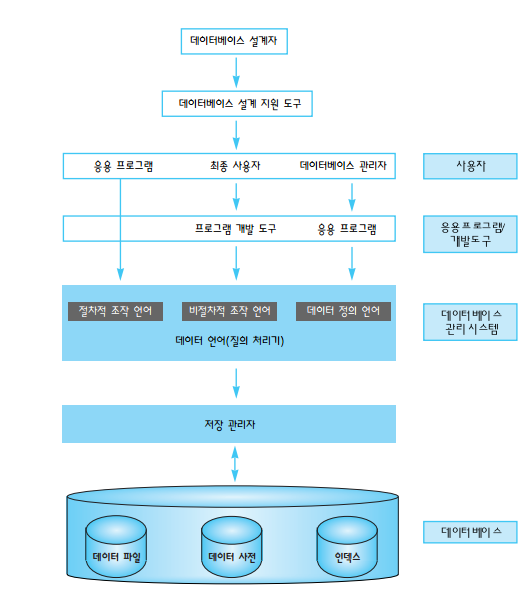 데이터베이스 설계자
데이터베이스 설계 지원 도구
응용 프로그램 최종 사용자 데이터베이스 관리자
사용자
프로그램 개발 도구 응용 프로그램
응용프로그램/
개발도구
절차적 조작 언어 비절차적 조작 언어 데이터 정의 언어
데이터 언어(질의 처리기)
데이터베이스
관리시스템
저장 관리자
데이터 파일 데이터 사전 인덱스
데이터베이스